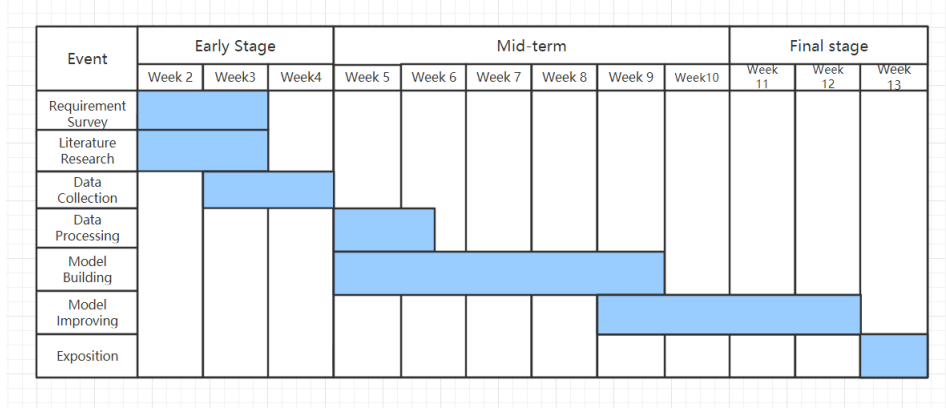 Event
Early Stage
Mid-term
Final stage
Week 2
Week3
Week4
Week 5
Week 6
Week 7
Week 8
Week 9
Week10
Week
11
Week
12
Week
13
Requirement
Survey
Literature
Research
Data
Collection
Data
Processing
Model
Building
Model
Improving
Exposition